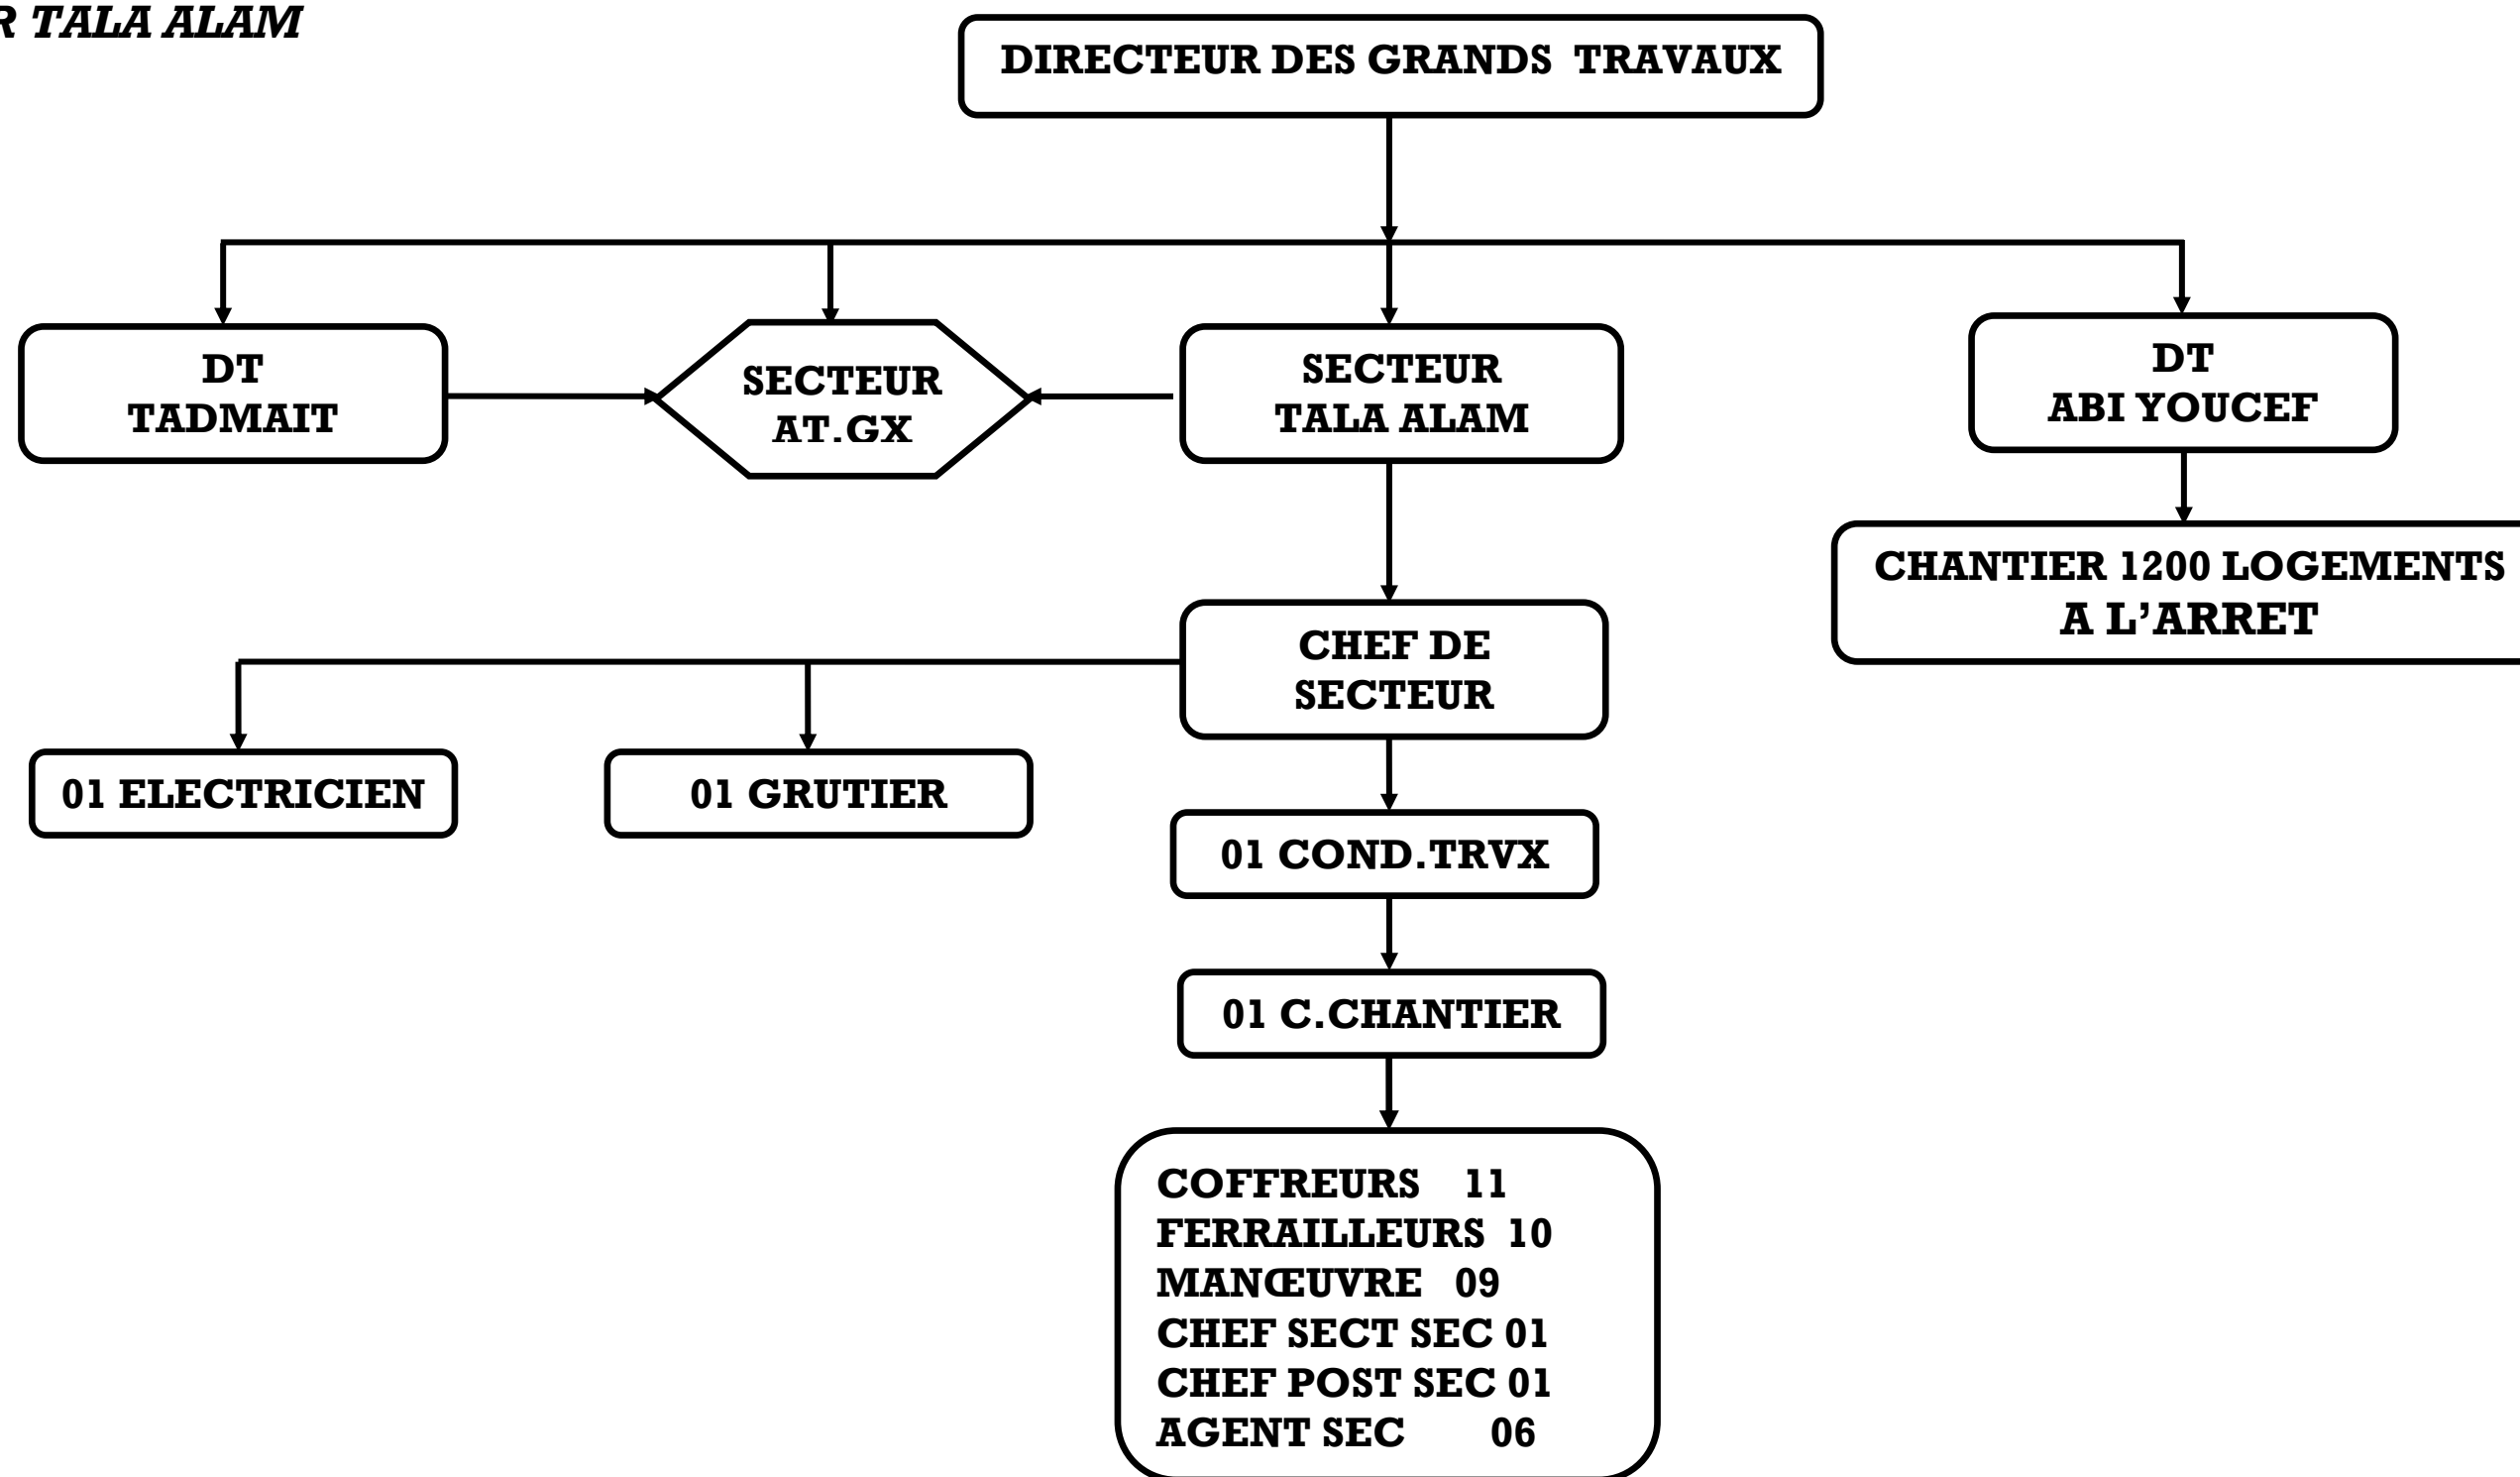 R TALA ALAM
DIRECTEUR DES GRANDS TRAVAUX
DT
TADMAIT
SECTEUR
AT.GX
SECTEUR
TALA ALAM
DT
ABI YOUCEF
CHANTIER 1200 LOGEMENTS
A L’ARRET
CHEF DE
SECTEUR
01 ELECTRICIEN
01 GRUTIER
01 COND.TRVX
01 C.CHANTIER
COFFREURS 11
FERRAILLEURS 10
MANŒUVRE 09
CHEF SECT SEC 01
CHEF POST SEC 01
AGENT SEC 06